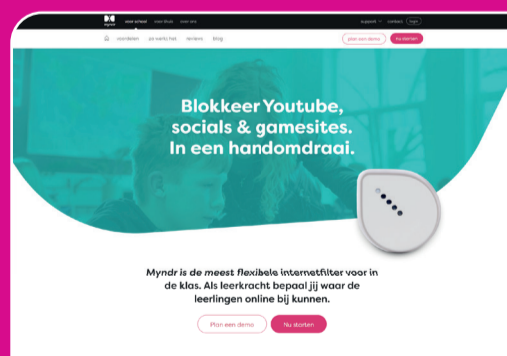 myndr voor school voor thuis over ons support contact login
voordelen zo werkt het reviews blog plan een demo Nu starten
Blokkeer Youtube,
socials & gamesites.
In een handomdraai.
Myndr is de meest flexibele internetfilter voor in
de klas. Als leerkracht bepaal jij waar de
leerlingen online bij kunnen.
Plan een demo Nu starten